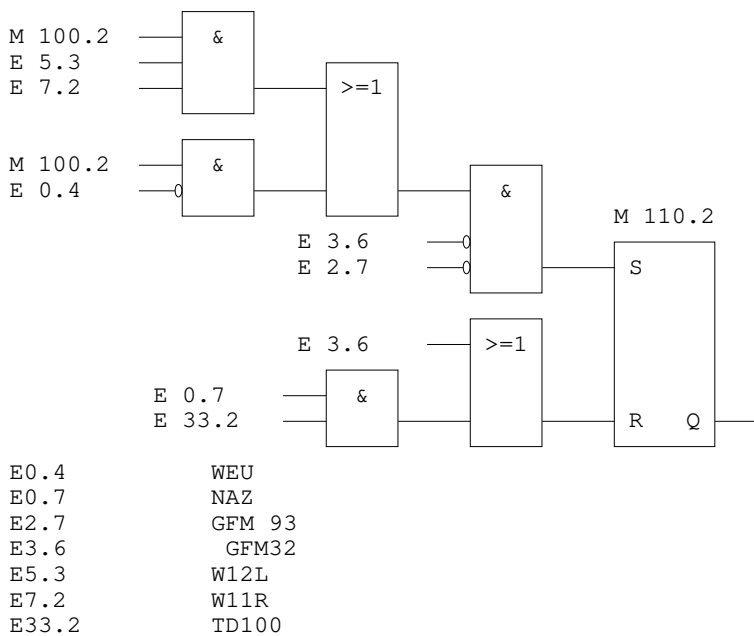 M 100.2 &
E 5.3
E 7.2 >=1
M 100.2 &
E 0.4 &
M 110.2
E 3.6
E 2.7 S
E 3.6 >=1
E 0.7 &
E 33.2 R Q
E0.4 WEU
E0.7 NAZ
E2.7 GFM 93
E3.6 GFM32
E5.3 W12L
E7.2 W11R
E33.2 TD100